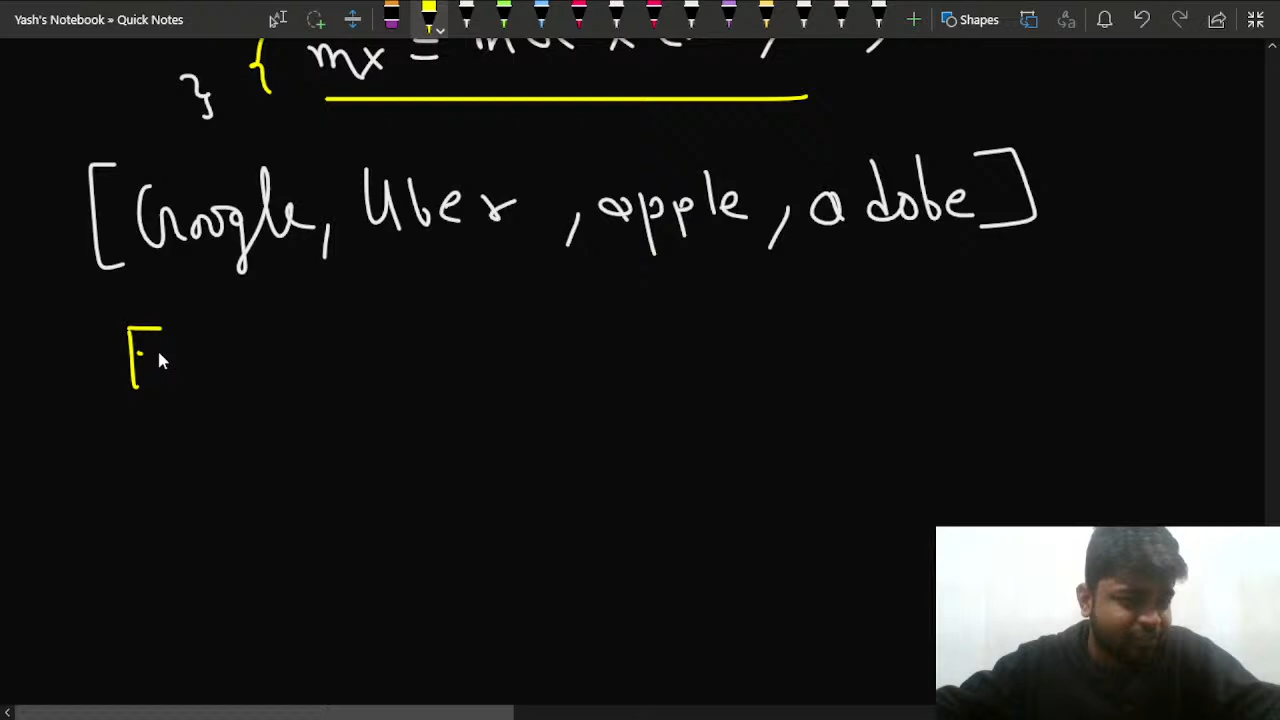 Yash's Notebook » Quick Notes
Shapes
{ mx =
}
[Google, Uber , apple, adobe]
[